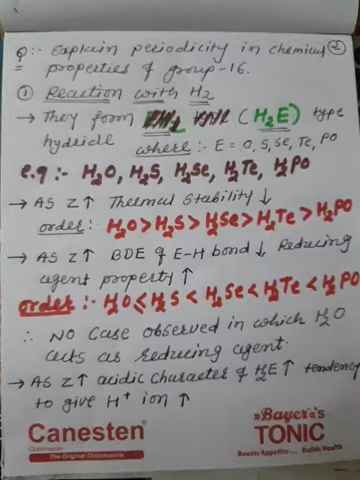 Q:- Explain periodicity in chemical ②
properties of group-16.
① Reaction with H₂
→ They form (H₂E) type
hydride where :- E = O, S, Se, Te, PO
e.g :- H₂O, H₂S, H₂Se, H₂Te, H₂PO
→ AS Z↑ Thermal Stability ↓
order:- H₂O > H₂S > H₂Se > H₂Te > H₂PO
→ AS Z↑ BDE of E-H bond ↓ Reducing
agent property ↑
order :- H₂O < H₂S < H₂Se < H₂Te < H₂PO
∴ NO Case observed in which H₂O
acts as Reducing agent.
→ AS Z↑ acidic character of H₂E↑ tendency
to give H⁺ ion ↑
Canesten
Clotrimazole
The Original Clotrimazole
»Bayer's
TONIC
Boosts Appetite... Builds Health